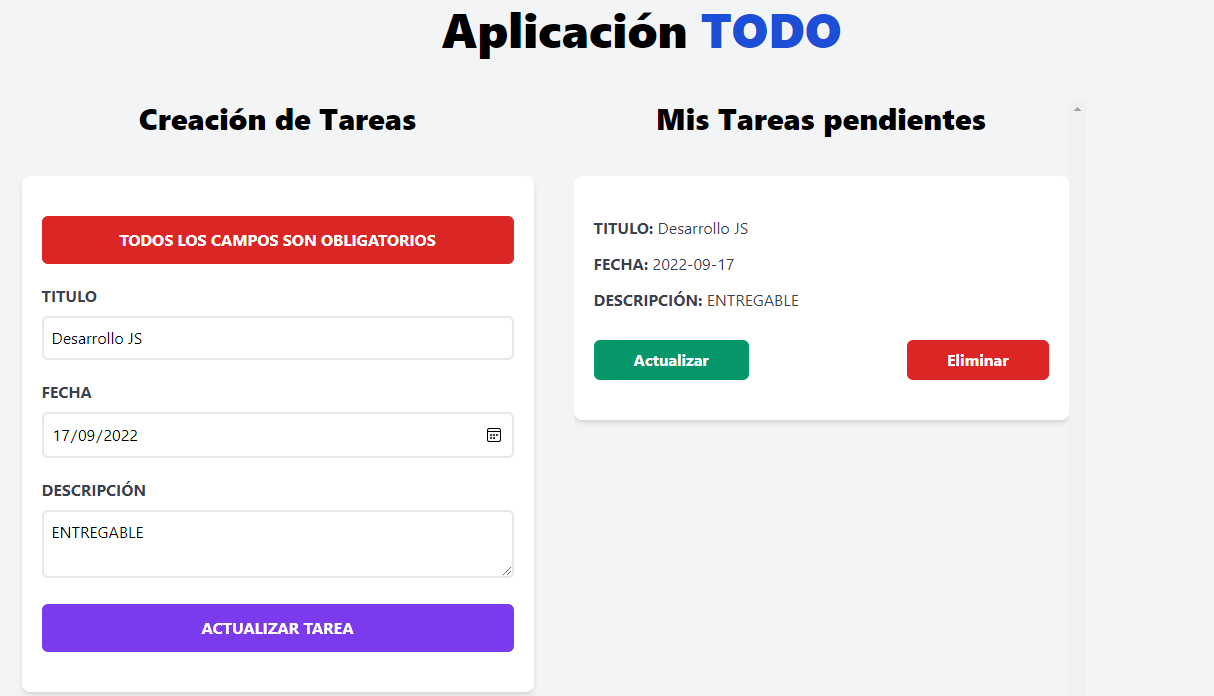 Aplicación TODO
Creación de Tareas
TODOS LOS CAMPOS SON OBLIGATORIOS
TITULO
Desarrollo JS
FECHA
17/09/2022
DESCRIPCIÓN
ENTREGABLE
ACTUALIZAR TAREA
Mis Tareas pendientes
TITULO: Desarrollo JS
FECHA: 2022-09-17
DESCRIPCIÓN: ENTREGABLE
Actualizar
Eliminar